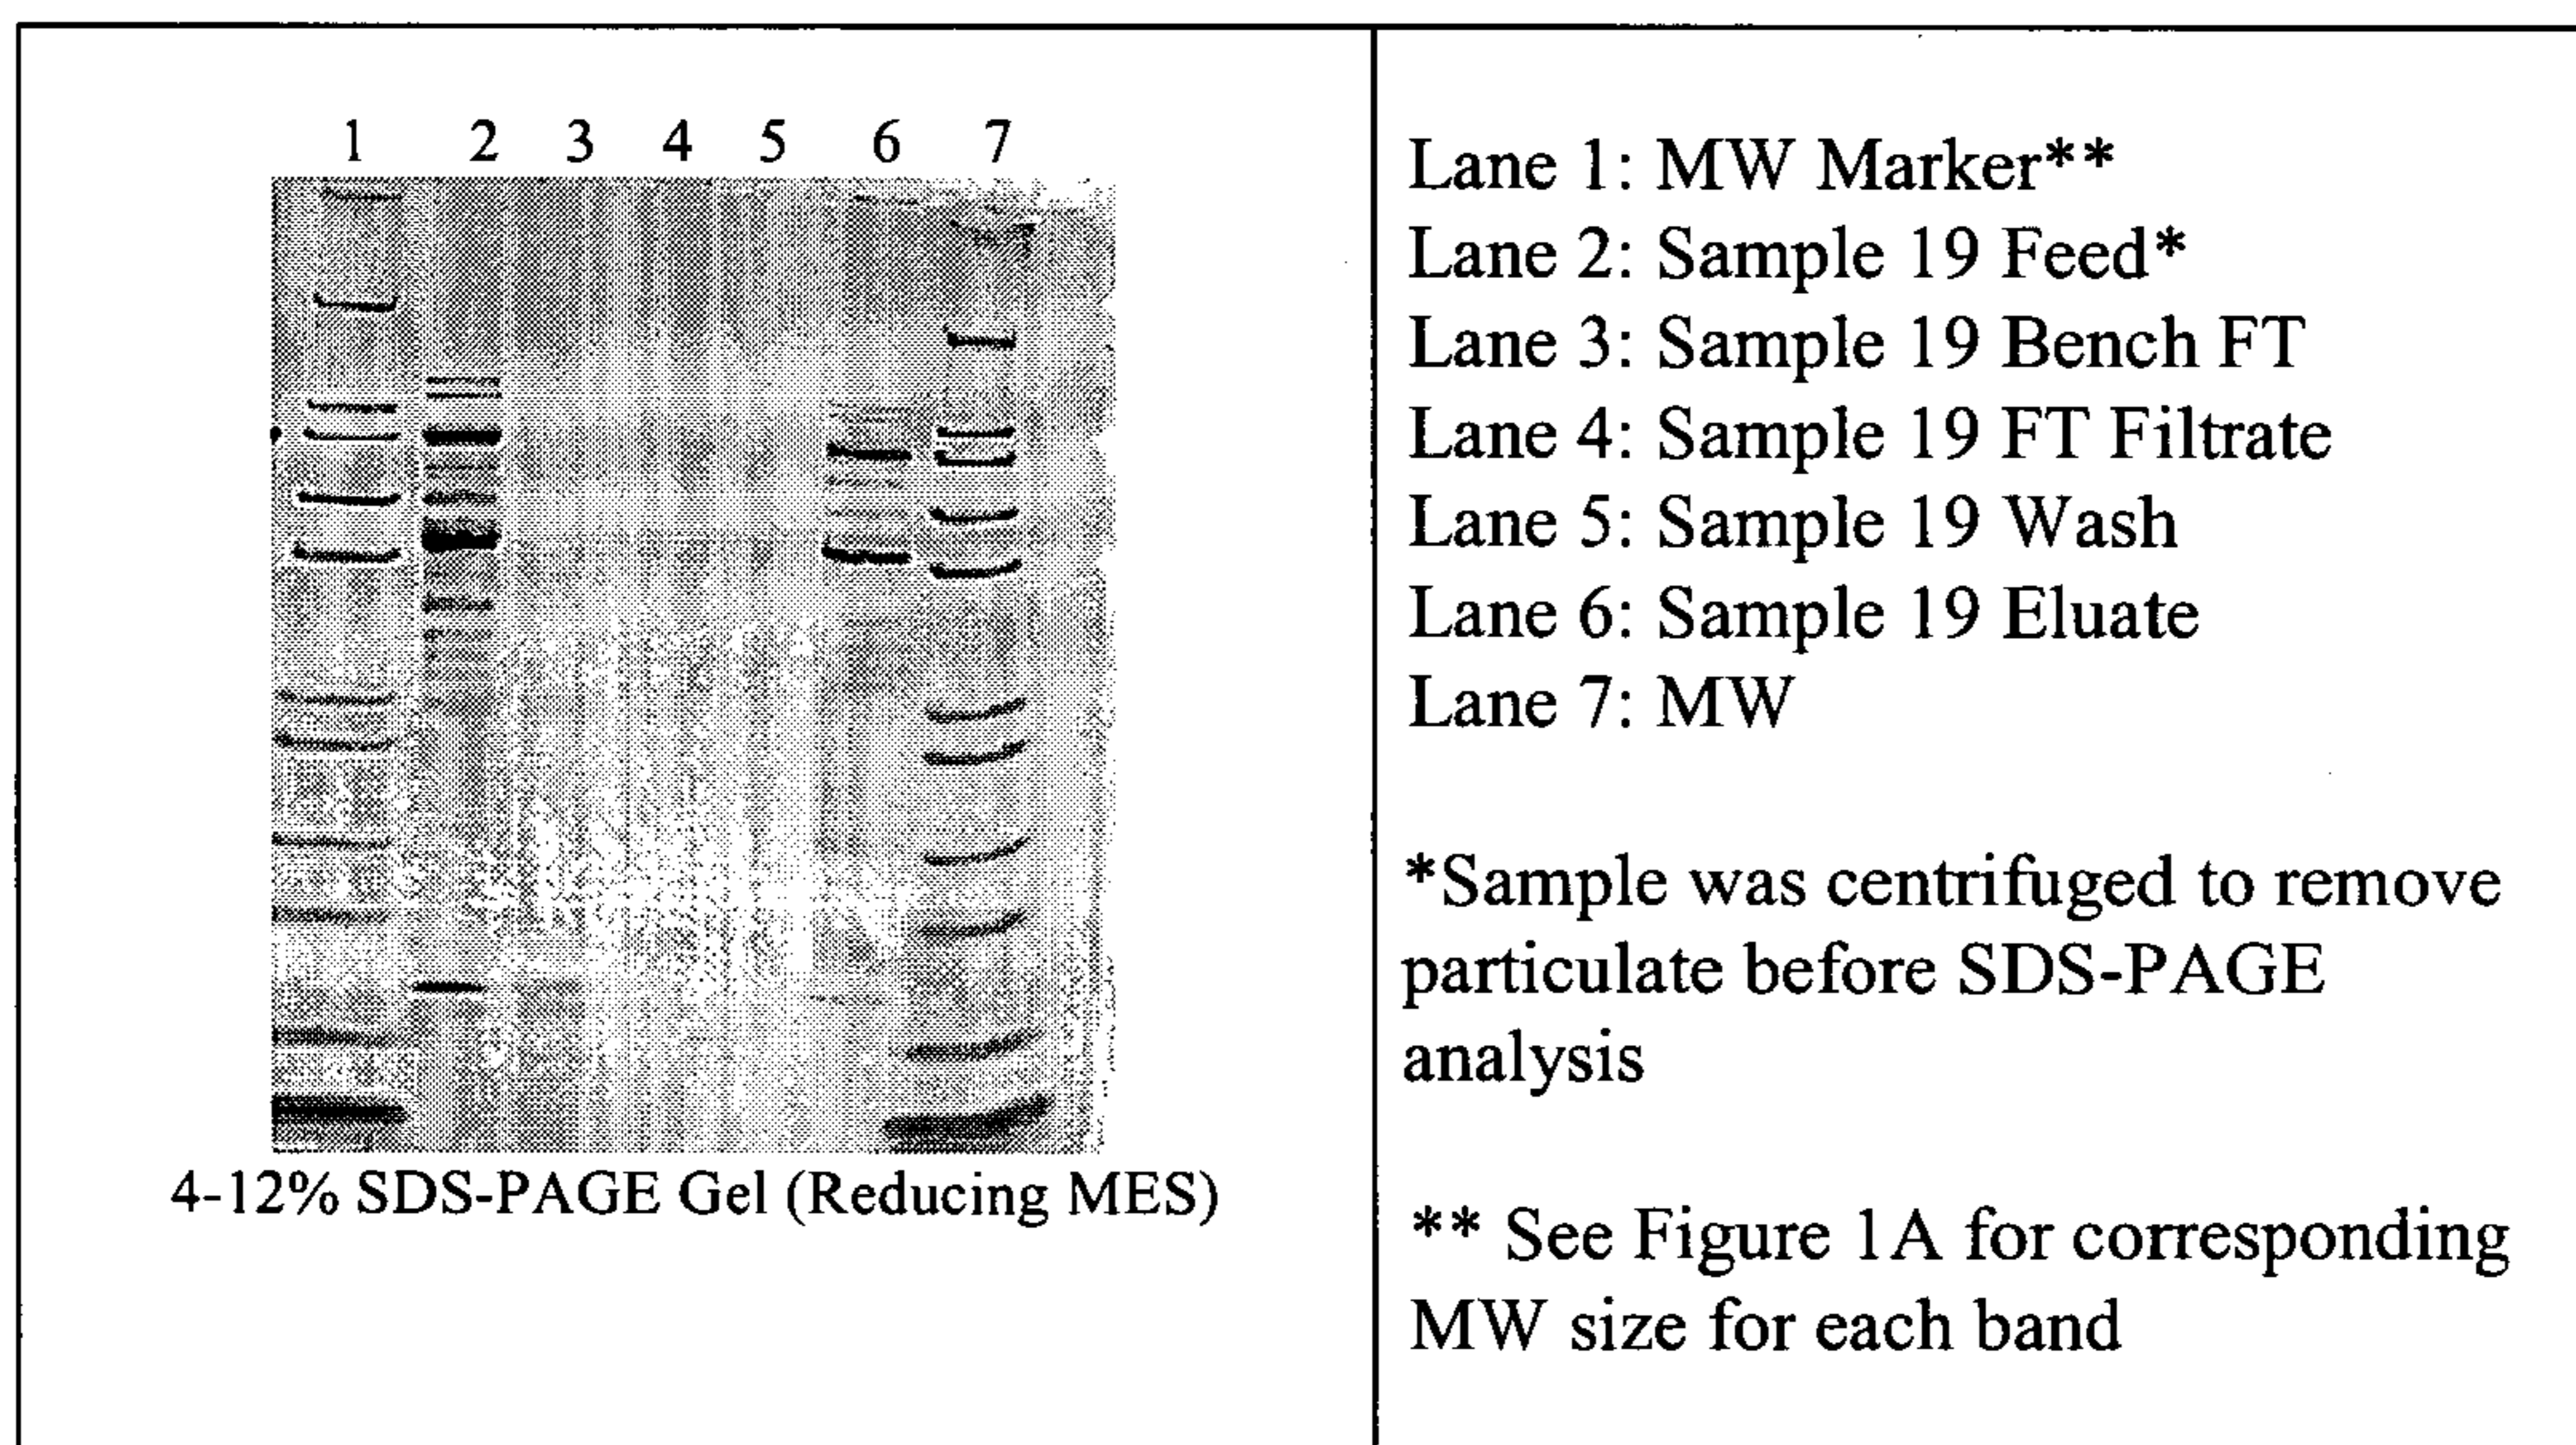 1 2 3 4 5 6 7
4-12% SDS-PAGE Gel (Reducing MES)
Lane 1: MW Marker**
Lane 2: Sample 19 Feed*
Lane 3: Sample 19 Bench FT
Lane 4: Sample 19 FT Filtrate
Lane 5: Sample 19 Wash
Lane 6: Sample 19 Eluate
Lane 7: MW
*Sample was centrifuged to remove
particulate before SDS-PAGE
analysis
** See Figure 1A for corresponding
MW size for each band